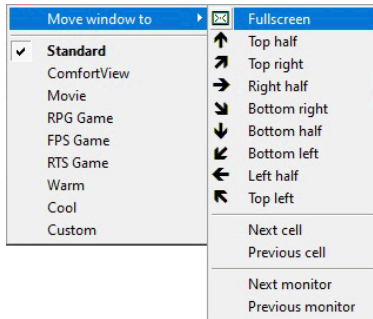 Move window to
Standard
ComfortView
Movie
RPG Game
FPS Game
RTS Game
Warm
Cool
Custom
Fullscreen
Top half
Top right
Right half
Bottom right
Bottom half
Bottom left
Left half
Top left
Next cell
Previous cell
Next monitor
Previous monitor